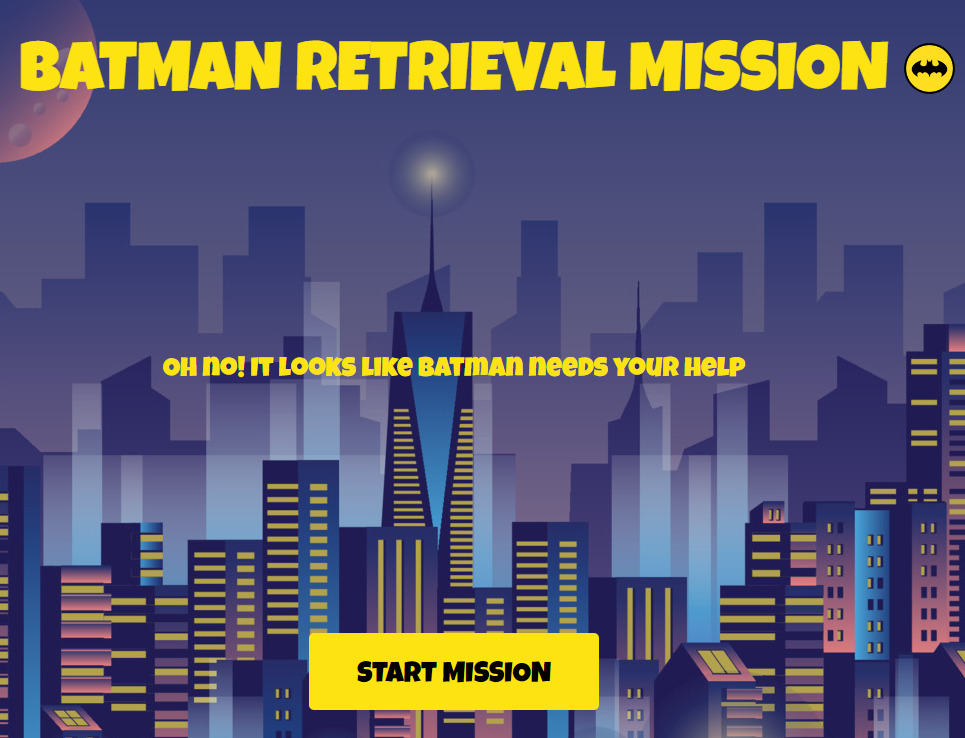 BATMAN RETRIEVAL MISSION
OH NO! IT LOOKS LIKE BATMAN NEEDS YOUR HELP
START MISSION